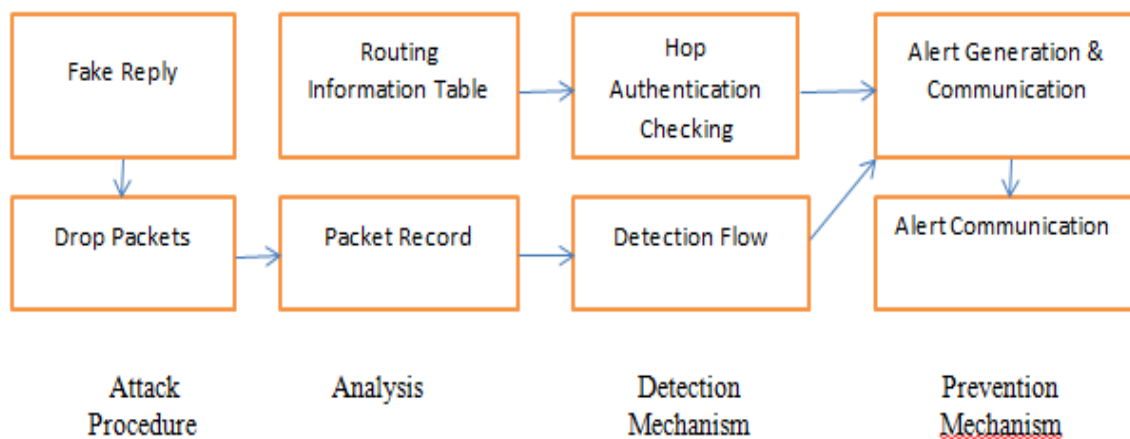 Fake Reply
Routing
Information Table
Hop
Authentication
Checking
Alert Generation &
Communication
Drop Packets
Packet Record
Detection Flow
Alert Communication
Attack
Procedure
Analysis
Detection
Mechanism
Prevention
Mechanism